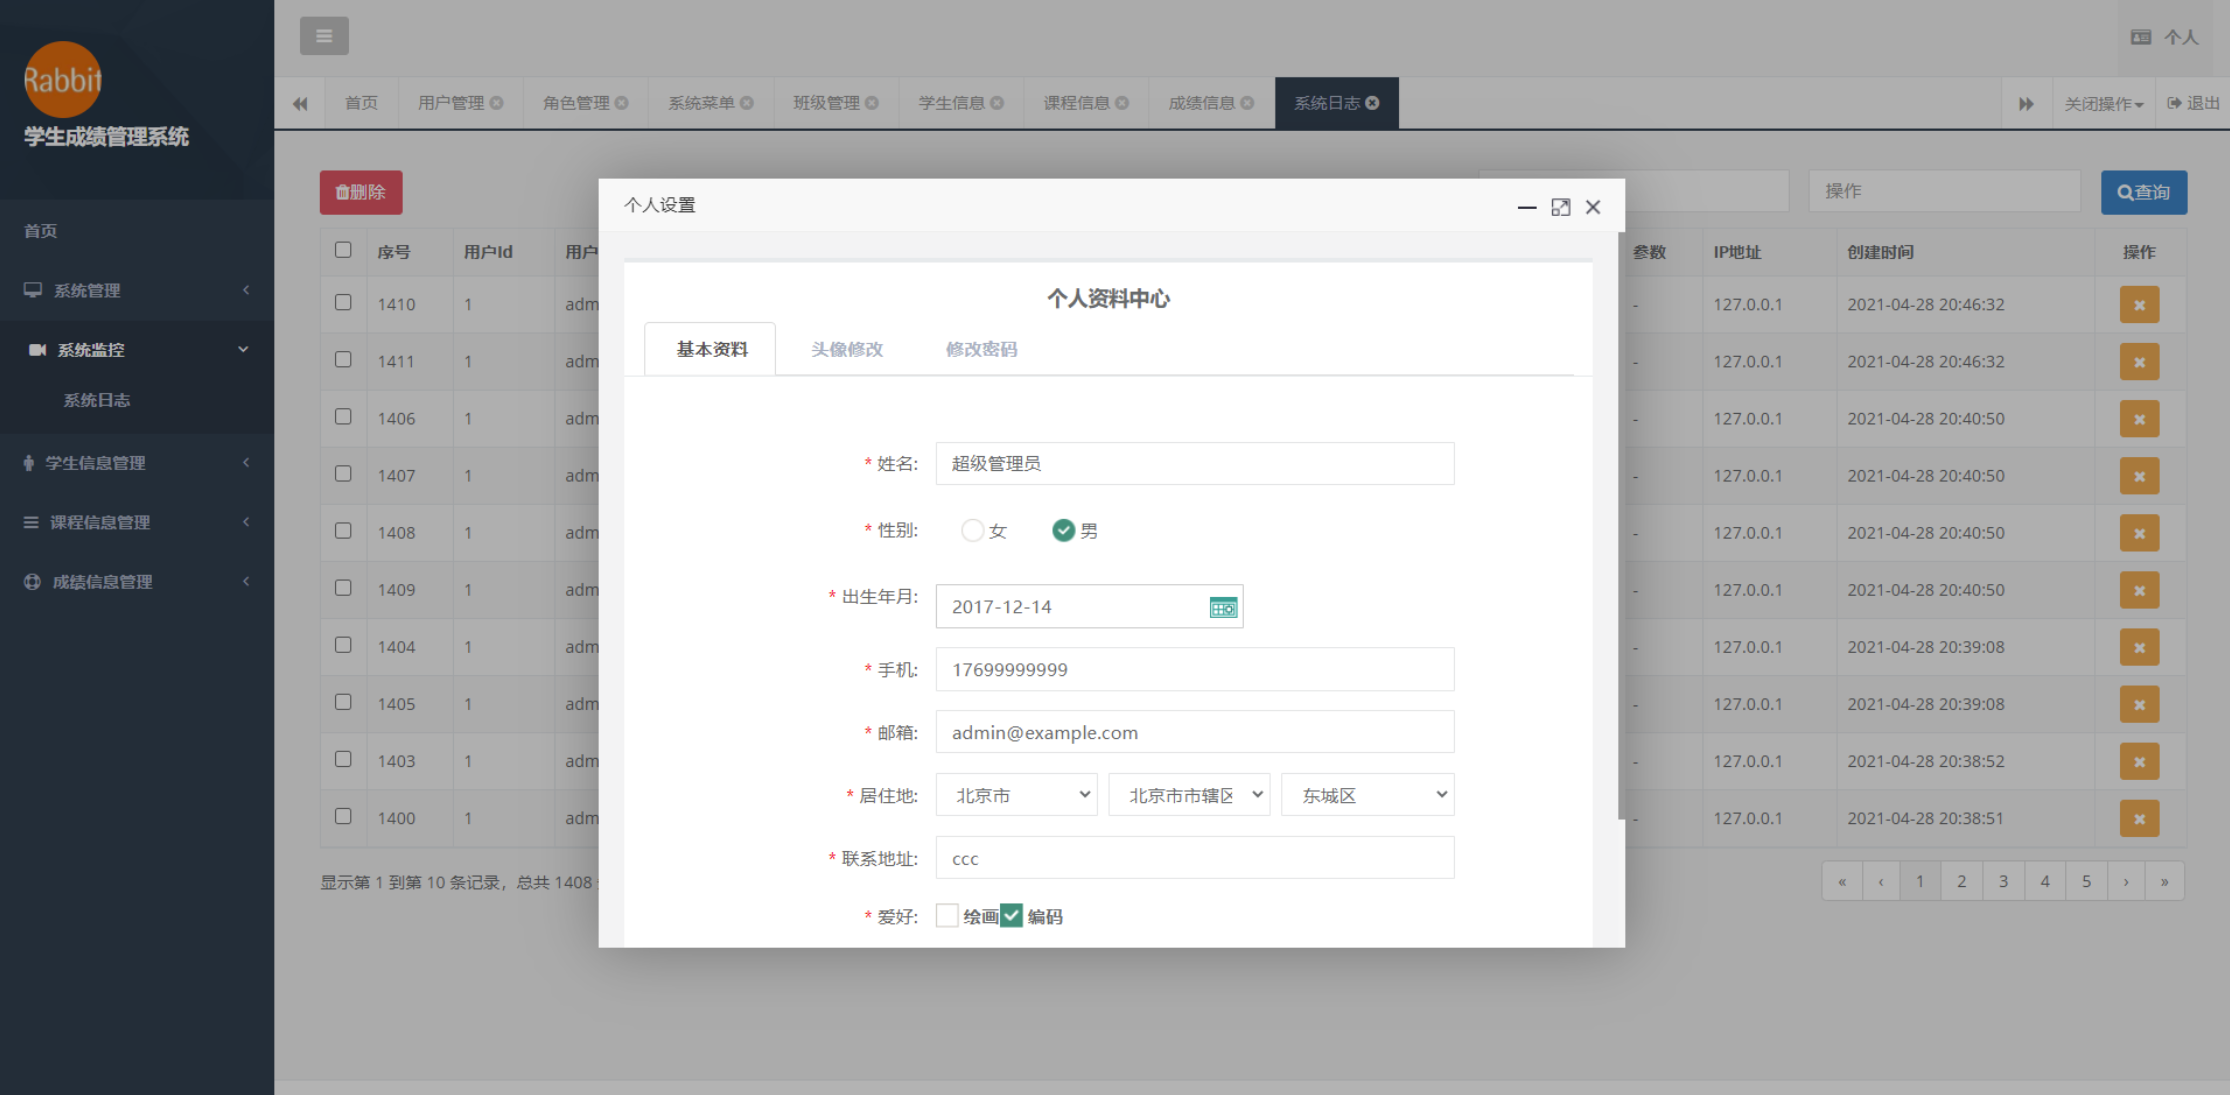 Rabbit
学生成绩管理系统
首页
系统管理
系统监控
系统日志
学生信息管理
课程信息管理
成绩信息管理
个人
首页 用户管理 角色管理 系统菜单 班级管理 学生信息 课程信息 成绩信息 系统日志 关闭操作 退出
删除 操作 查询
序号 用户Id 用户 参数 IP地址 创建时间 操作
1410 1 adm - 127.0.0.1 2021-04-28 20:46:32
1411 1 adm - 127.0.0.1 2021-04-28 20:46:32
1406 1 adm - 127.0.0.1 2021-04-28 20:40:50
1407 1 adm - 127.0.0.1 2021-04-28 20:40:50
1408 1 adm - 127.0.0.1 2021-04-28 20:40:50
1409 1 adm - 127.0.0.1 2021-04-28 20:40:50
1404 1 adm - 127.0.0.1 2021-04-28 20:39:08
1405 1 adm - 127.0.0.1 2021-04-28 20:39:08
1403 1 adm - 127.0.0.1 2021-04-28 20:38:52
1400 1 adm - 127.0.0.1 2021-04-28 20:38:51
显示第 1 到第 10 条记录，总共 1408
« ‹ 1 2 3 4 5 › »
个人设置
个人资料中心
基本资料 头像修改 修改密码
* 姓名: 超级管理员
* 性别: 女 男
* 出生年月: 2017-12-14
* 手机: 17699999999
* 邮箱: admin@example.com
* 居住地: 北京市 北京市市辖区 东城区
* 联系地址: ccc
* 爱好: 绘画 编码